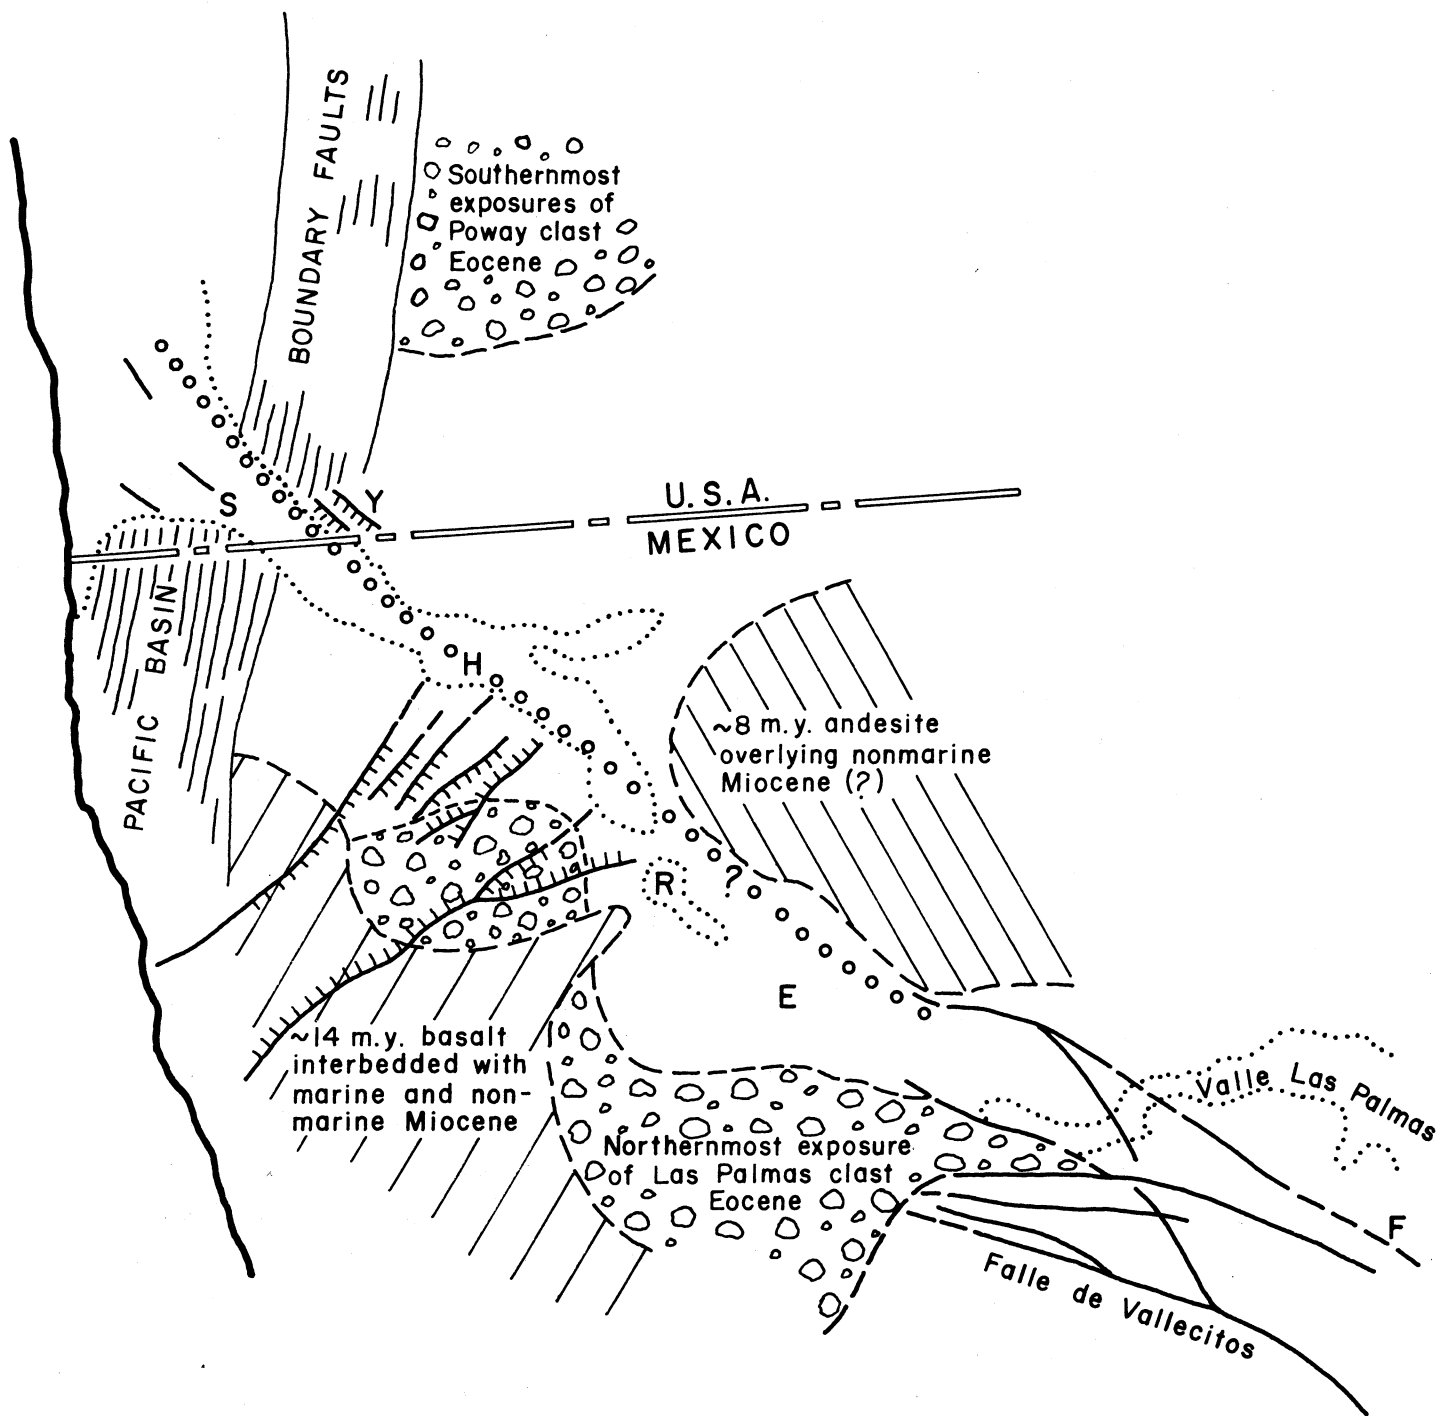 BOUNDARY FAULTS
Southernmost
exposures of
Poway clast
Eocene
S
Y
U.S.A.
MEXICO
PACIFIC BASIN
H
~8 m.y. andesite
overlying nonmarine
Miocene (?)
R
?
E
~14 m.y. basalt
interbedded with
marine and non-
marine Miocene
Northernmost exposure
of Las Palmas clast
Eocene
Valle Las Palmas
F
Falle de Vallecitos